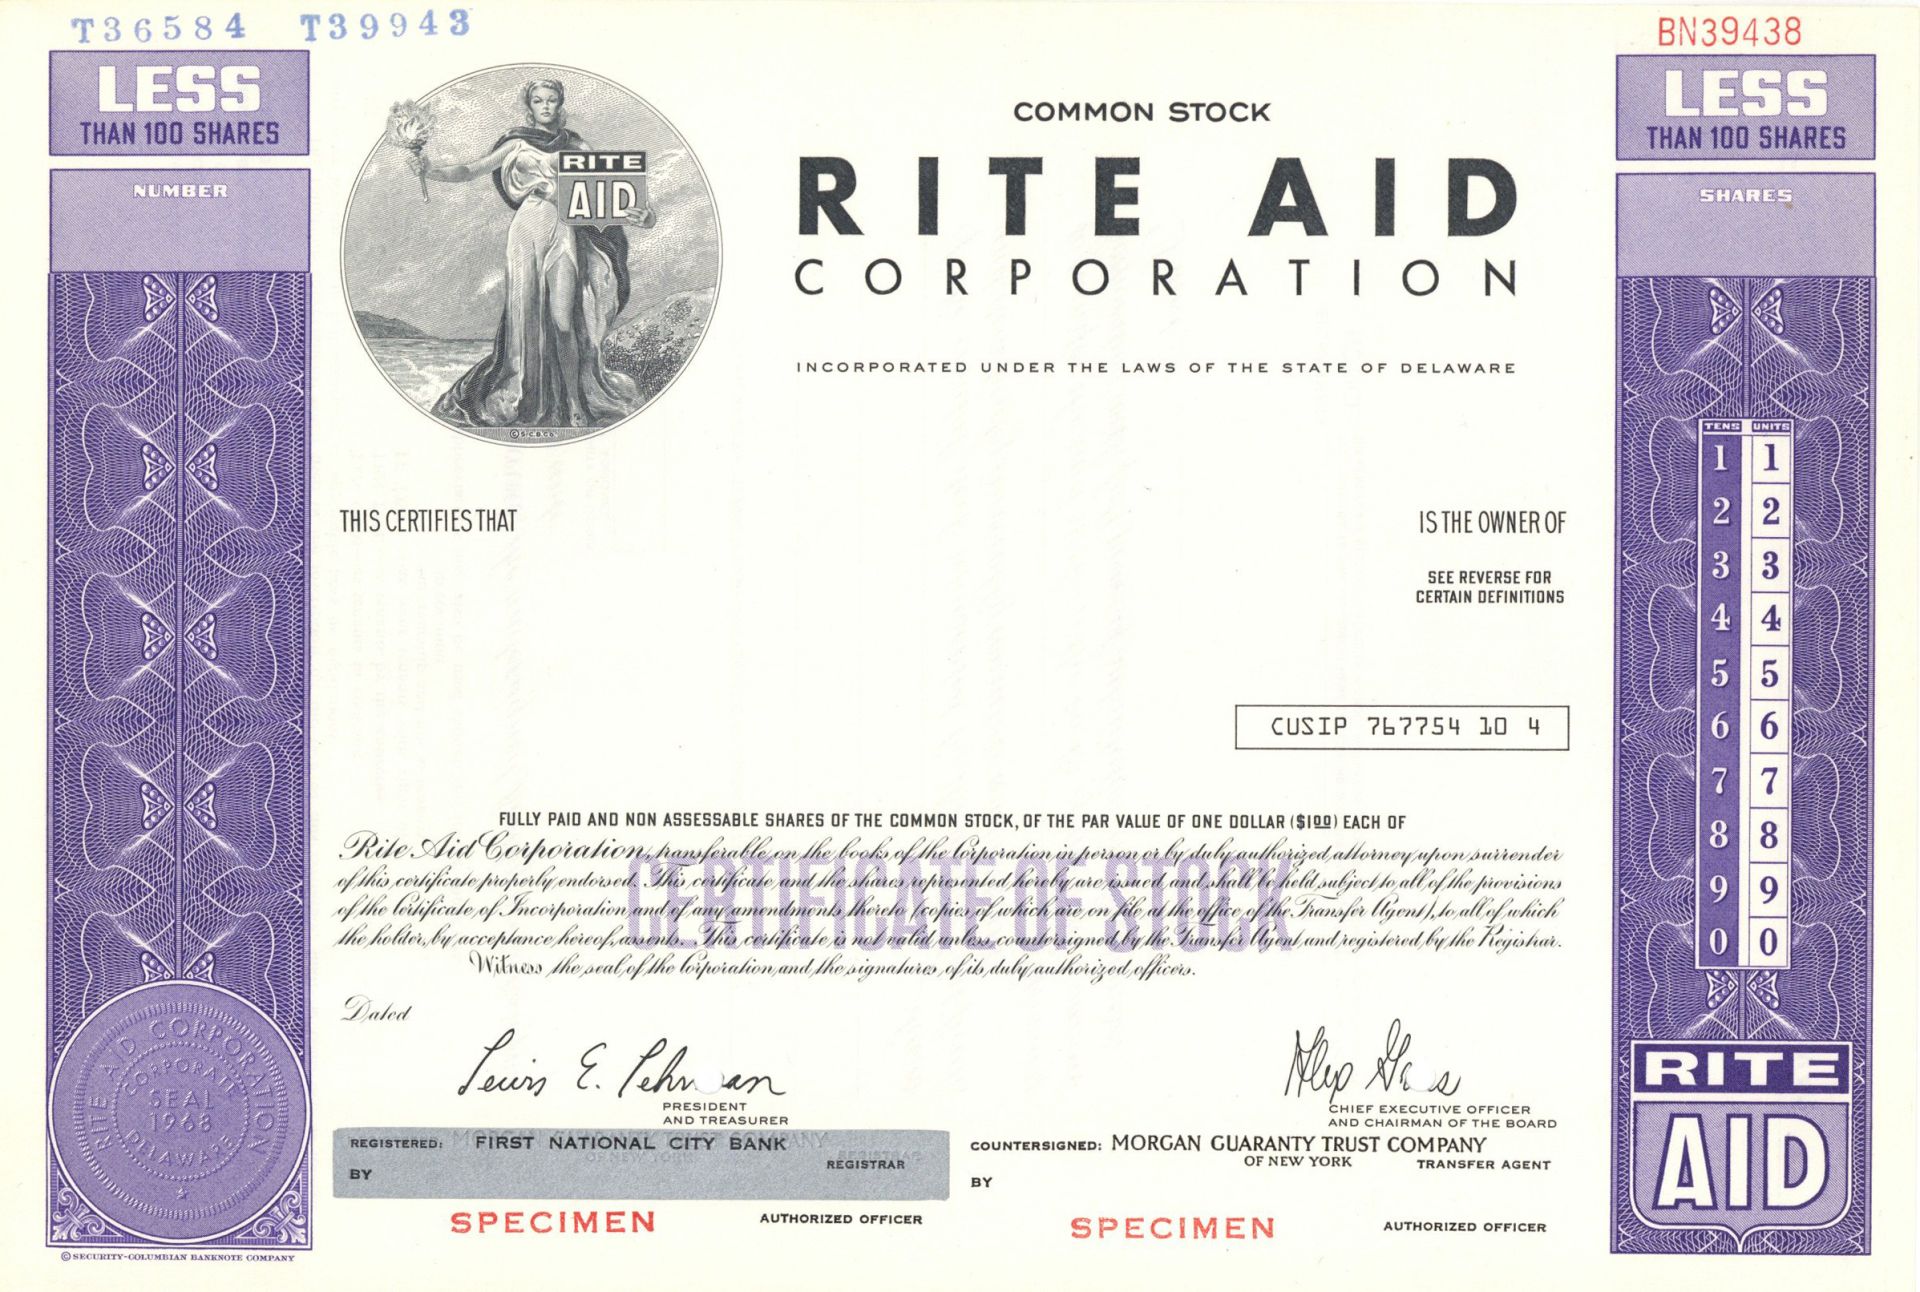 T36584 T39943
BN39438
LESS
THAN 100 SHARES
NUMBER
RITE
AID
© S.C.B.CO.
COMMON STOCK
RITE AID
CORPORATION
INCORPORATED UNDER THE LAWS OF THE STATE OF DELAWARE
LESS
THAN 100 SHARES
SHARES
TENS UNITS
1 1
2 2
3 3
4 4
5 5
6 6
7 7
8 8
9 9
0 0
THIS CERTIFIES THAT
IS THE OWNER OF
SEE REVERSE FOR
CERTAIN DEFINITIONS
CUSIP 767754 10 4
FULLY PAID AND NON ASSESSABLE SHARES OF THE COMMON STOCK, OF THE PAR VALUE OF ONE DOLLAR ($1.00) EACH OF
Rite Aid Corporation, transferable on the books of the Corporation in person or by duly authorized attorney upon surrender
of this certificate properly endorsed. This certificate and the shares represented hereby are issued and shall be held subject to all of the provisions
of the Certificate of Incorporation and of any amendments thereto (copies of which are on file at the office of the Transfer Agent), to all of which
the holder, by acceptance hereof, assents. This certificate is not valid unless countersigned by the Transfer Agent and registered by the Registrar.
Witness the seal of the Corporation and the signatures of its duly authorized officers.
CERTIFICATE OF STOCK
Dated
Lewis E. Lehrman
PRESIDENT
AND TREASURER
Alex Grass
CHIEF EXECUTIVE OFFICER
AND CHAIRMAN OF THE BOARD
REGISTERED: FIRST NATIONAL CITY BANK
REGISTRAR
BY
AUTHORIZED OFFICER
SPECIMEN
COUNTERSIGNED: MORGAN GUARANTY TRUST COMPANY
OF NEW YORK TRANSFER AGENT
BY
AUTHORIZED OFFICER
SPECIMEN
RITE AID CORPORATION
CORPORATE
SEAL
1968
DELAWARE
RITE
AID
© SECURITY-COLUMBIAN BANKNOTE COMPANY